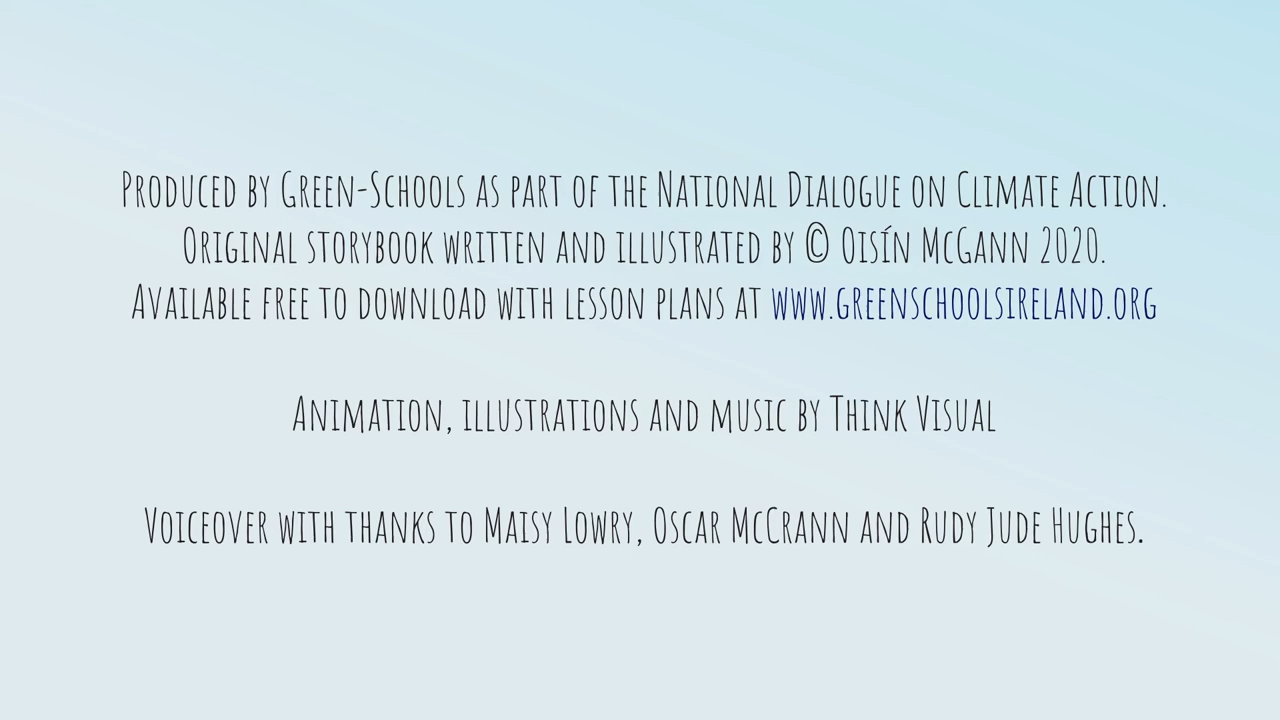 Produced by Green-Schools as part of the National Dialogue on Climate Action.
Original storybook written and illustrated by © Oisín McGann 2020.
Available free to download with lesson plans at www.greenschoolsireland.org
Animation, illustrations and music by Think Visual
Voiceover with thanks to Maisy Lowry, Oscar McCrann and Rudy Jude Hughes.